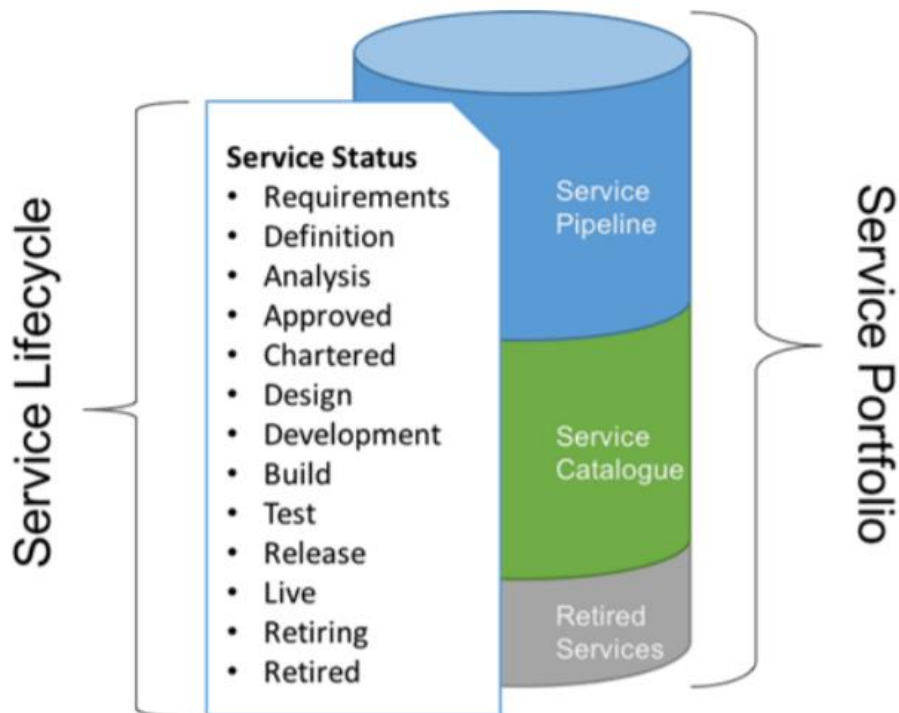 Service Lifecycle
Service Status
• Requirements
• Definition
• Analysis
• Approved
• Chartered
• Design
• Development
• Build
• Test
• Release
• Live
• Retiring
• Retired
Service
Pipeline
Service
Catalogue
Retired
Services
Service Portfolio